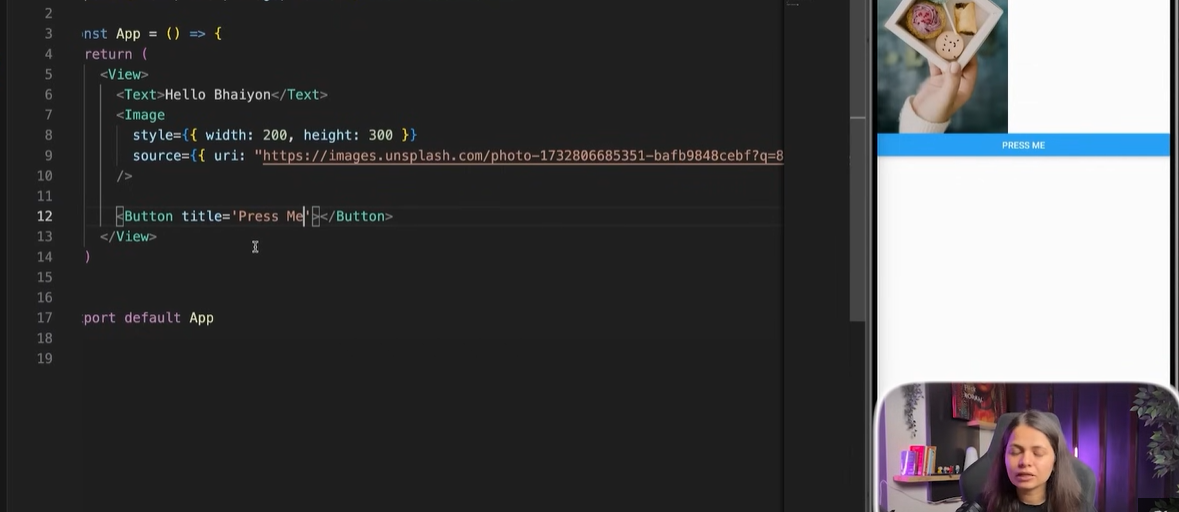 2
3 nst App = () => {
4 return (
5 <View>
6 <Text>Hello Bhaiyon</Text>
7 <Image
8 style={{ width: 200, height: 300 }}
9 source={{ uri: "https://images.unsplash.com/photo-1732806685351-bafb9848cebf?q=8
10 />
11
12 <Button title='Press Me'></Button>
13 </View>
14 )
15
16
17 port default App
18
19
PRESS ME